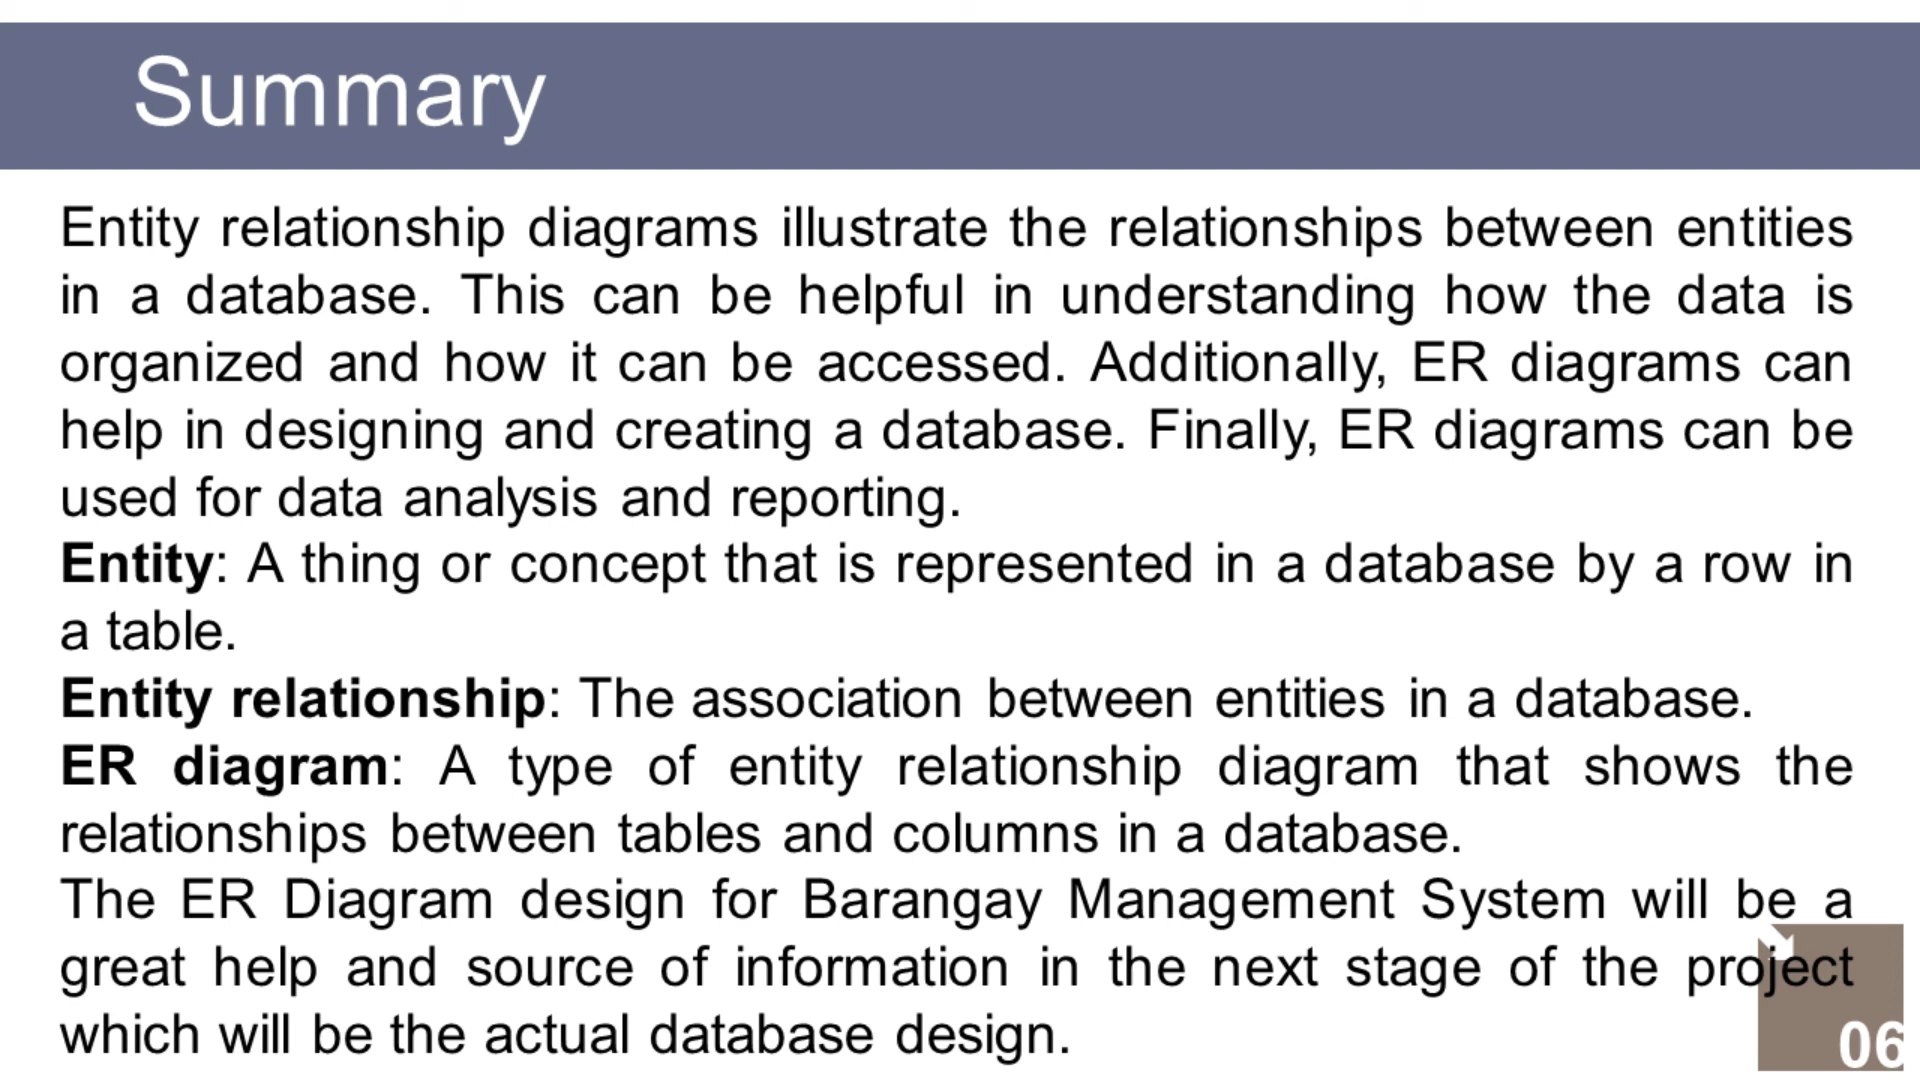 Summary
Entity relationship diagrams illustrate the relationships between entities
in a database. This can be helpful in understanding how the data is
organized and how it can be accessed. Additionally, ER diagrams can
help in designing and creating a database. Finally, ER diagrams can be
used for data analysis and reporting.
Entity: A thing or concept that is represented in a database by a row in
a table.
Entity relationship: The association between entities in a database.
ER diagram: A type of entity relationship diagram that shows the
relationships between tables and columns in a database.
The ER Diagram design for Barangay Management System will be a
great help and source of information in the next stage of the project
which will be the actual database design.
06